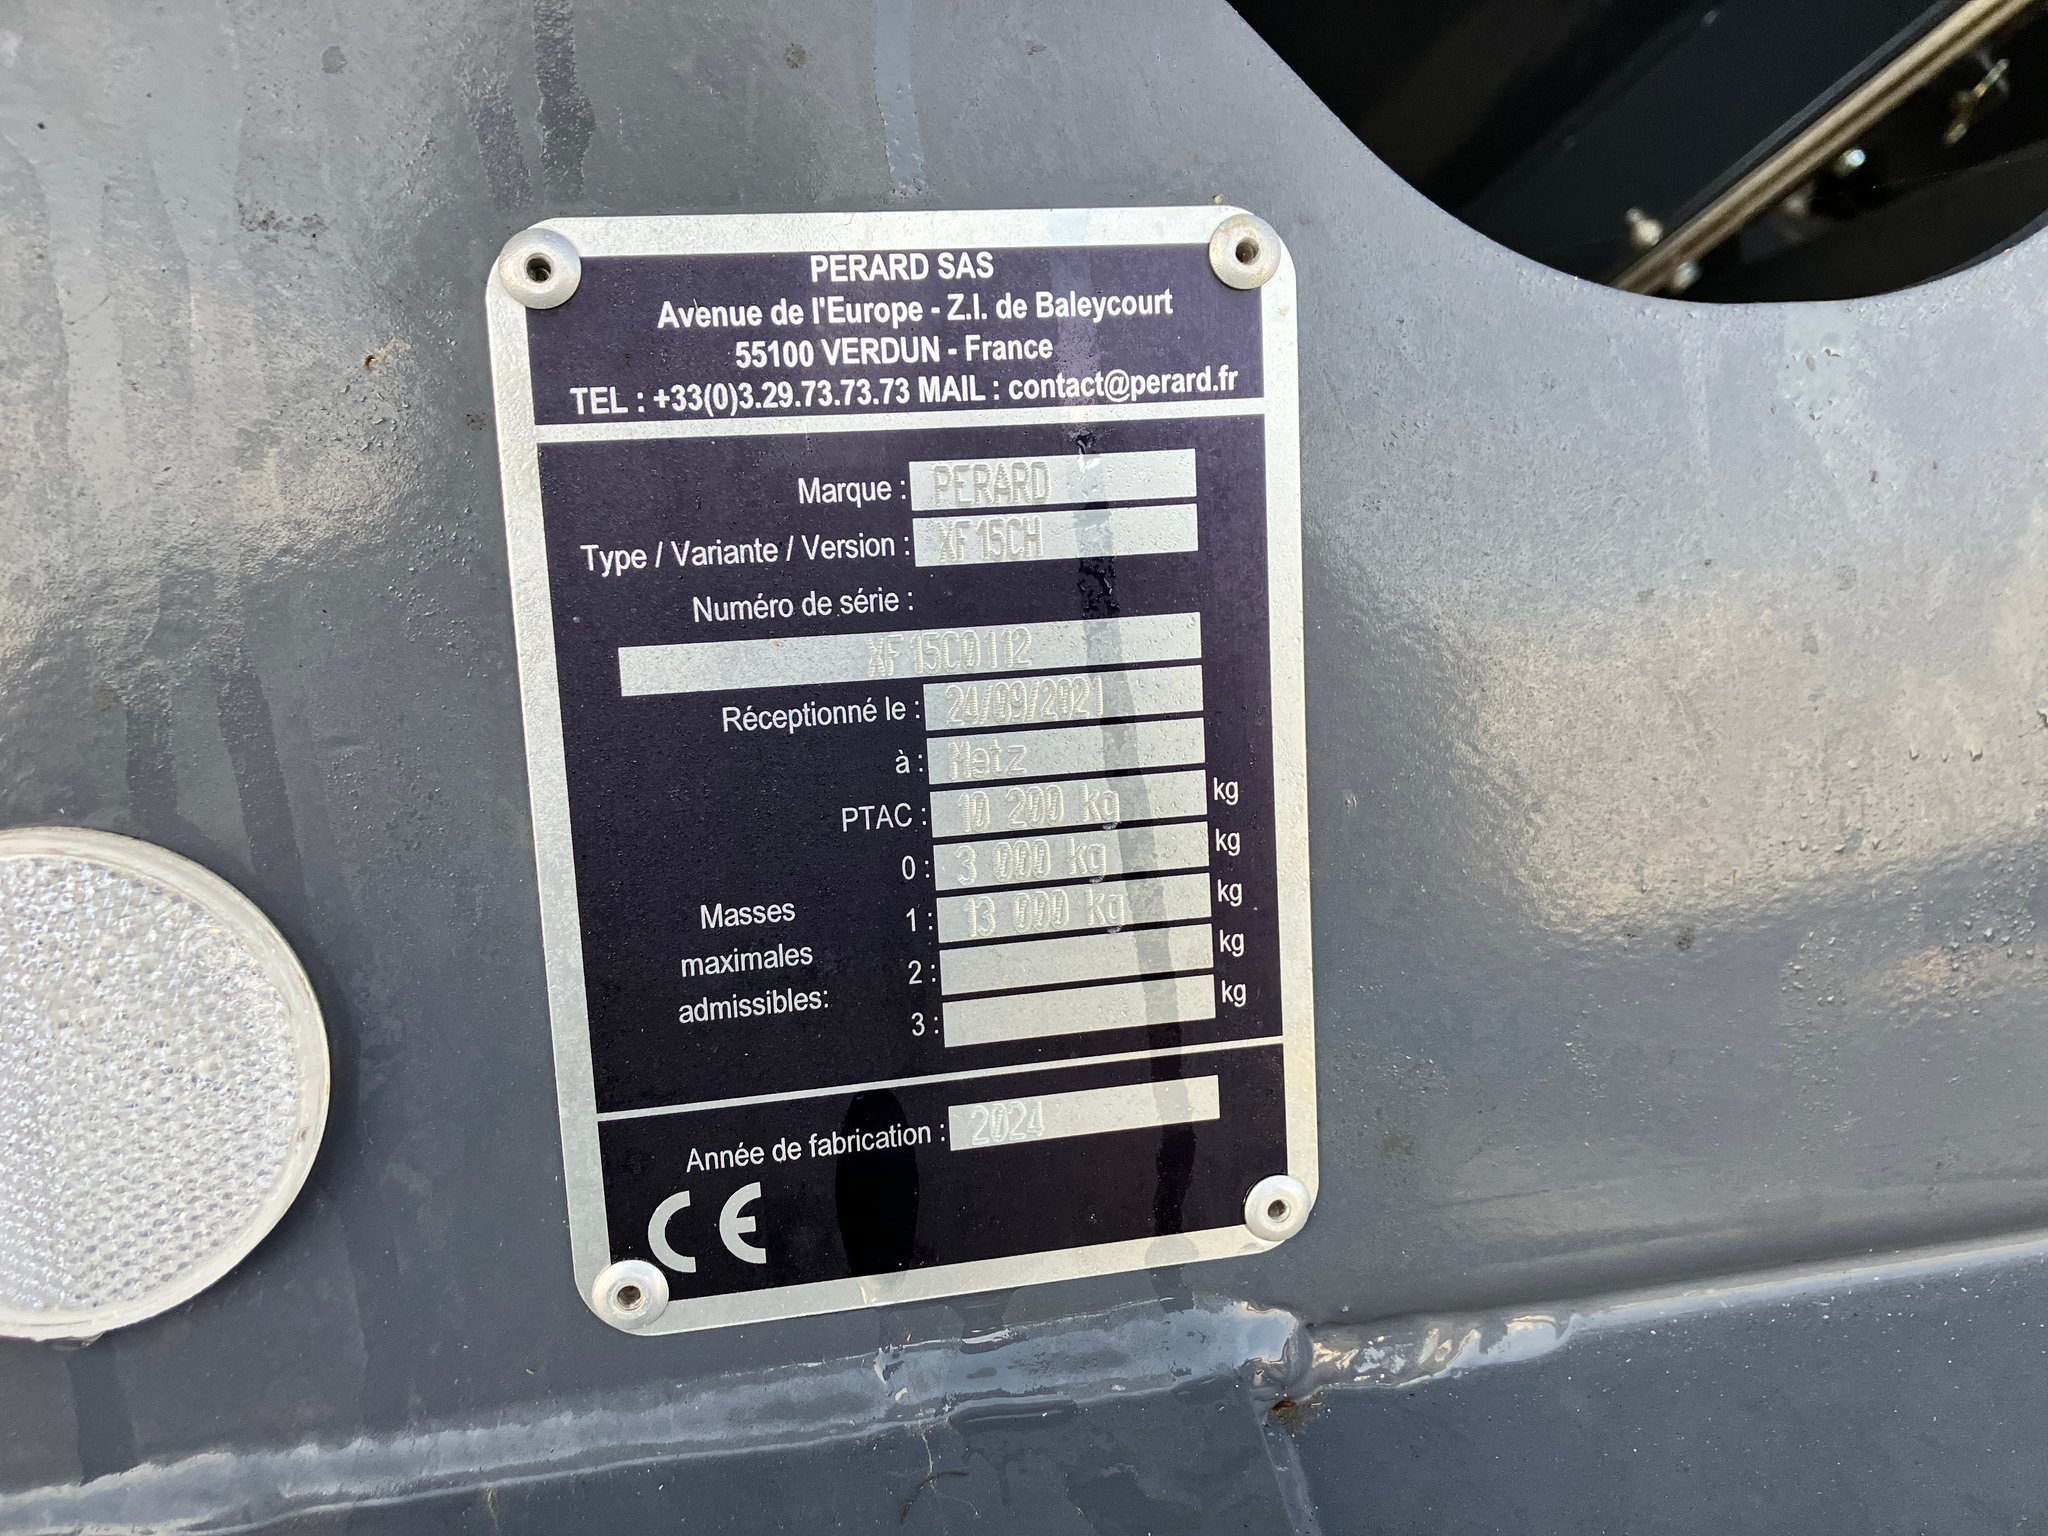 PERARD SAS
Avenue de l'Europe - Z.I. de Baleycourt
55100 VERDUN - France
TEL : +33(0)3.29.73.73.73 MAIL : contact@perard.fr
Marque : PERARD
Type / Variante / Version : XF 15CH
Numéro de série :
XF 15C0112
Réceptionné le : 24/09/2021
à : Metz
PTAC : 10 200 kg kg
0 : 3 000 kg kg
Masses maximales admissibles: 1 : 13 000 kg kg
2 : kg
3 : kg
Année de fabrication : 2024
CE